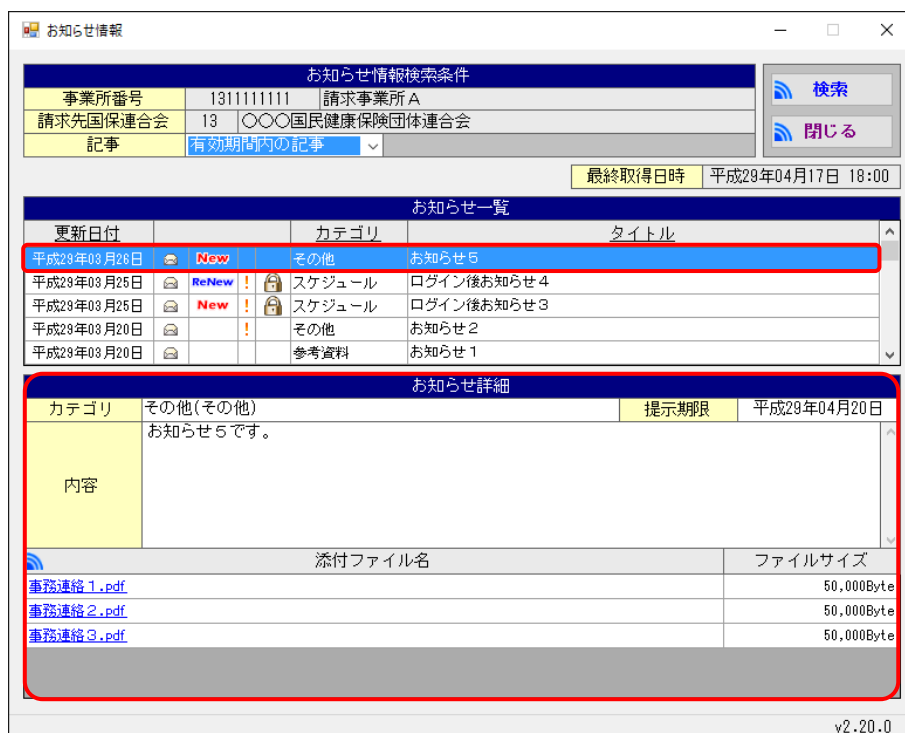 お知らせ情報
お知らせ情報検索条件
事業所番号 1311111111 請求事業所A
請求先国保連合会 13 〇〇〇国民健康保険団体連合会
記事 有効期間内の記事
検索
閉じる
最終取得日時 平成29年04月17日 18:00
お知らせ一覧
更新日付 カテゴリ タイトル
平成29年03月26日 New その他 お知らせ5
平成29年03月25日 ReNew ! スケジュール ログイン後お知らせ4
平成29年03月25日 New ! スケジュール ログイン後お知らせ3
平成29年03月20日 ! その他 お知らせ2
平成29年03月20日 参考資料 お知らせ1
お知らせ詳細
カテゴリ その他(その他) 提示期限 平成29年04月20日
内容 お知らせ5です。
添付ファイル名 ファイルサイズ
事務連絡1.pdf 50,000Byte
事務連絡2.pdf 50,000Byte
事務連絡3.pdf 50,000Byte
v2.20.0